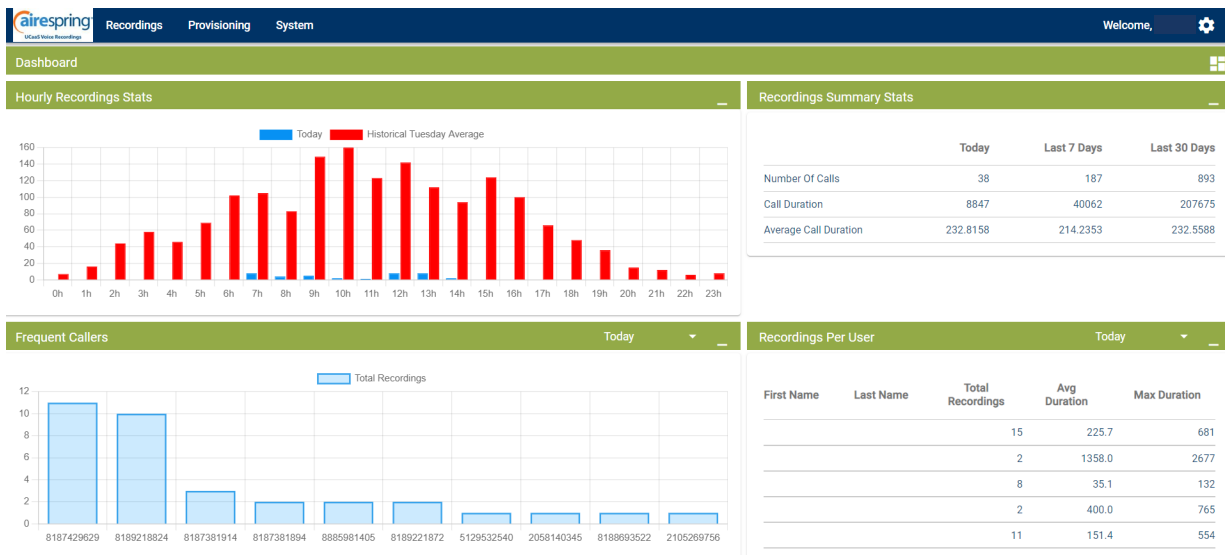 airespring
UCaaS Voice Recordings
Recordings Provisioning System Welcome,
Dashboard
Hourly Recordings Stats
Today Historical Tuesday Average
160
140
120
100
80
60
40
20
0
0h 1h 2h 3h 4h 5h 6h 7h 8h 9h 10h 11h 12h 13h 14h 15h 16h 17h 18h 19h 20h 21h 22h 23h
Recordings Summary Stats
Today Last 7 Days Last 30 Days
Number Of Calls 38 187 893
Call Duration 8847 40062 207675
Average Call Duration 232.8158 214.2353 232.5588
Frequent Callers Today
Total Recordings
12
10
8
6
4
2
0
8187429629 8189218824 8187381914 8187381894 8885981405 8189221872 5129532540 2058140345 8188693522 2105269756
Recordings Per User Today
First Name Last Name Total Recordings Avg Duration Max Duration
15 225.7 681
2 1358.0 2677
8 35.1 132
2 400.0 765
11 151.4 554